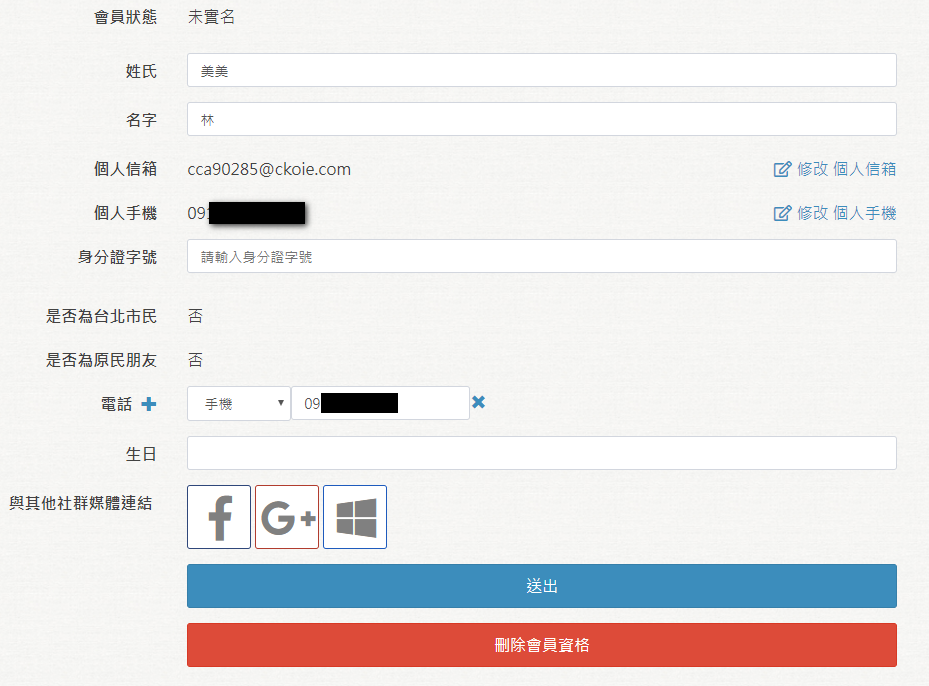 會員狀態 未實名
姓氏 美美
名字 林
個人信箱 cca90285@ckoie.com 修改 個人信箱
個人手機 09 修改 個人手機
身分證字號 請輸入身分證字號
是否為台北市民 否
是否為原民朋友 否
電話 手機 09
生日
與其他社群媒體連結 f G+
送出
刪除會員資格